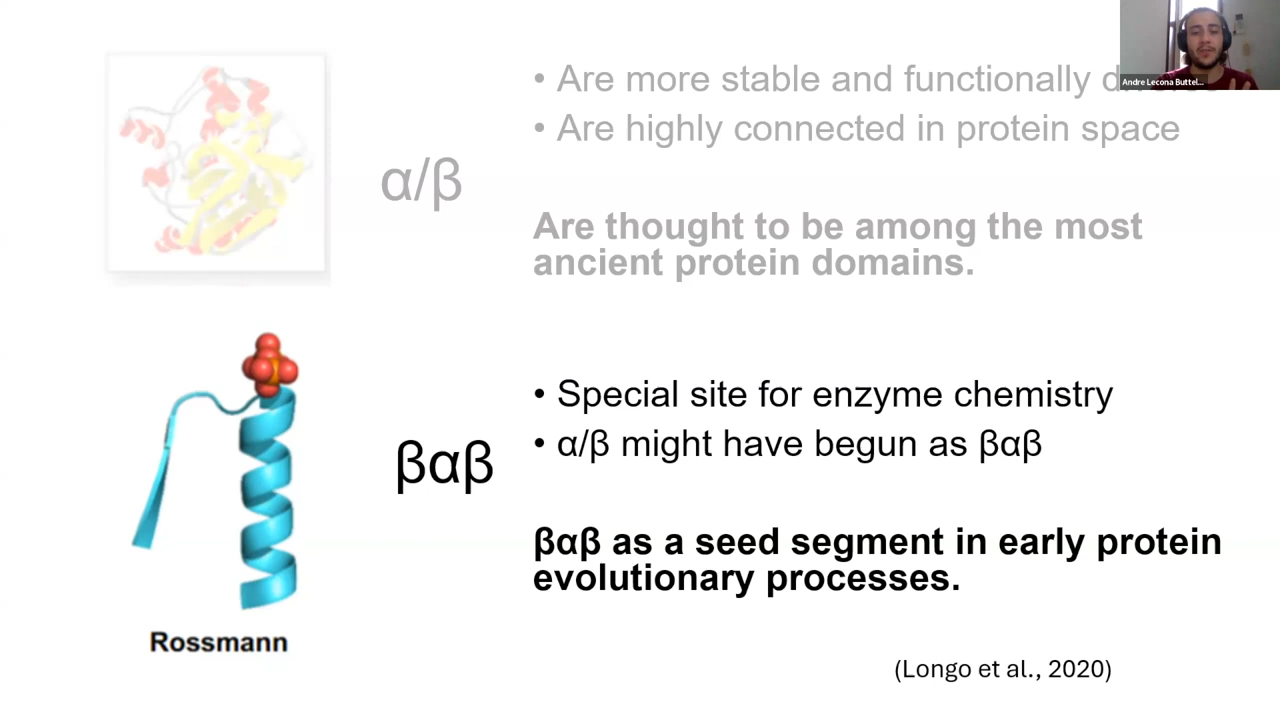 • Are more stable and functionally
• Are highly connected in protein space
α/β
Are thought to be among the most
ancient protein domains.
Andre Lecona Buttel...
• Special site for enzyme chemistry
• α/β might have begun as βαβ
βαβ
βαβ as a seed segment in early protein
evolutionary processes.
Rossmann
(Longo et al., 2020)